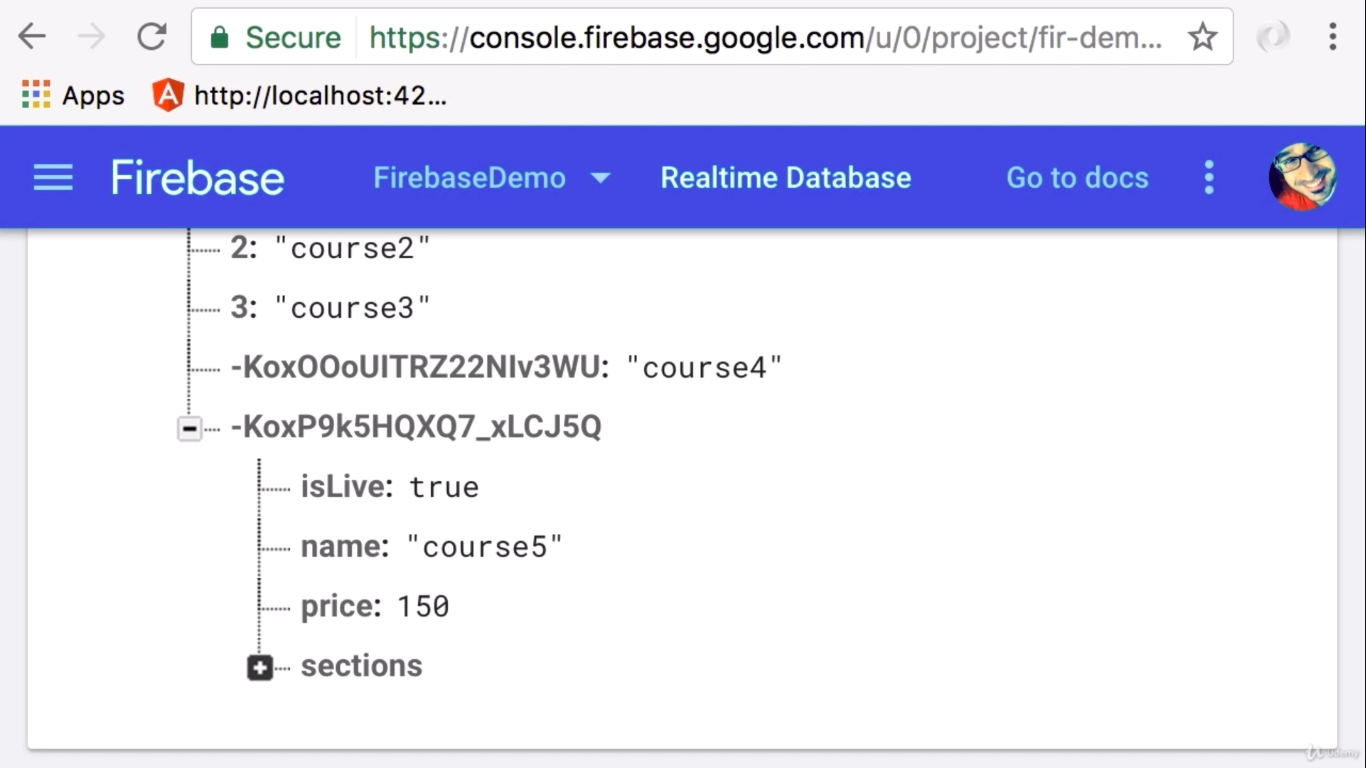 Secure https://console.firebase.google.com/u/0/project/fir-dem...
Apps http://localhost:42...
Firebase FirebaseDemo Realtime Database Go to docs
2: "course2"
3: "course3"
-KoxOOoUITRZ22NIv3WU: "course4"
-KoxP9k5HQXQ7_xLCJ5Q
isLive: true
name: "course5"
price: 150
sections
Udemy